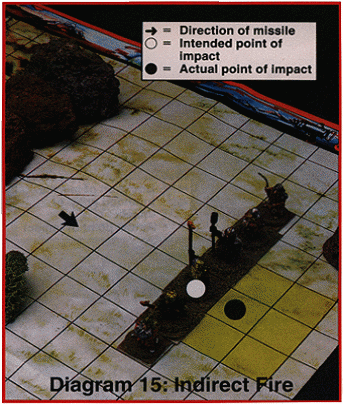 → = Direction of missile
○ = Intended point of
impact
● = Actual point of impact
Diagram 15: Indirect Fire